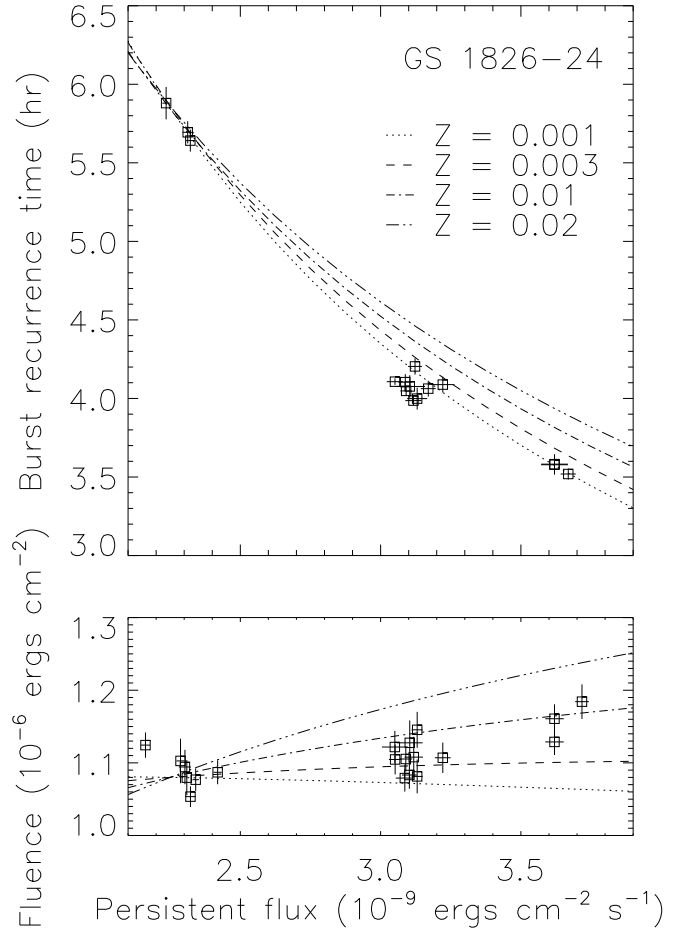 6.5
GS 1826−24
6.0
Z = 0.001
5.5
Z = 0.003
Z = 0.01
5.0
Z = 0.02
4.5
4.0
3.5
3.0
Burst recurrence time (hr)
1.3
1.2
1.1
1.0
Fluence (10⁻⁶ ergs cm⁻²)
2.5 3.0 3.5
Persistent flux (10⁻⁹ ergs cm⁻² s⁻¹)